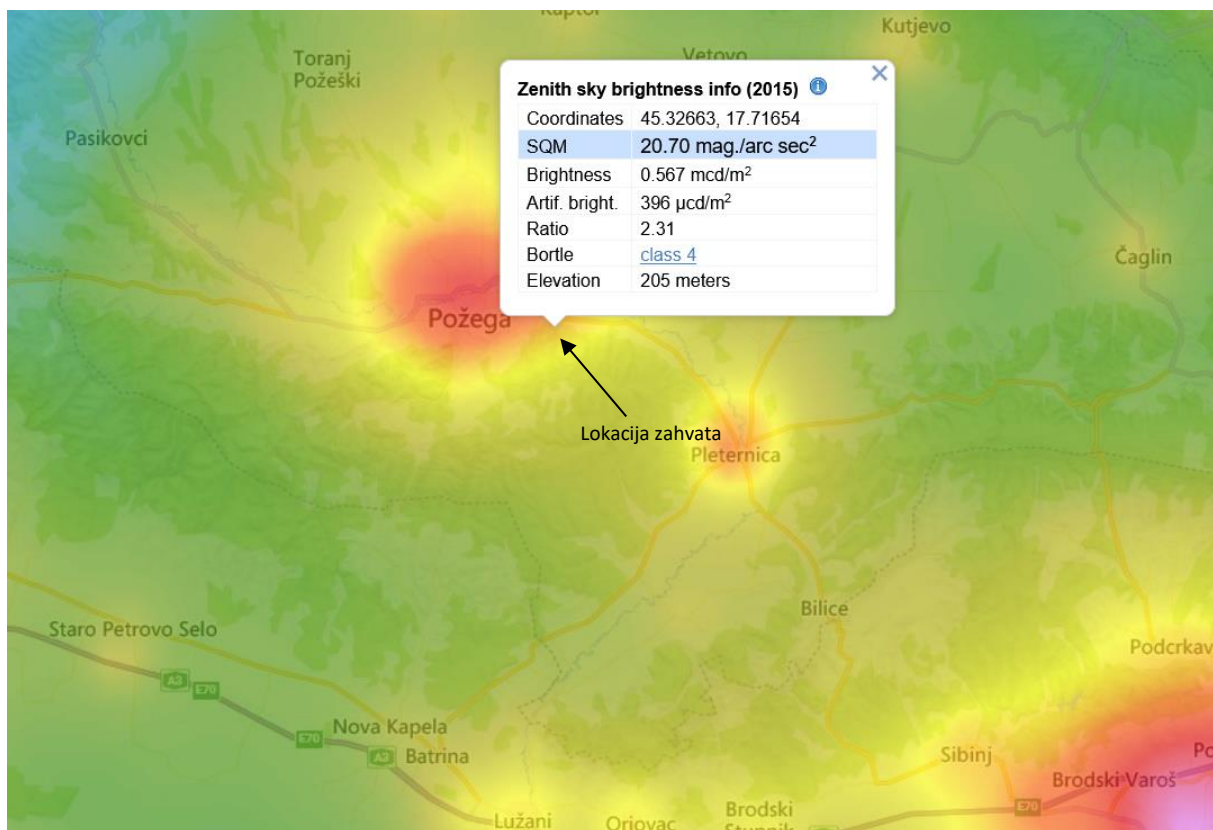 Kaptol
Kutjevo
Toranj
Požeški
Vetovo
Zenith sky brightness info (2015)
Coordinates 45.32663, 17.71654
SQM 20.70 mag./arc sec²
Brightness 0.567 mcd/m²
Artif. bright. 396 µcd/m²
Ratio 2.31
Bortle class 4
Elevation 205 meters
Pasikovci
Čaglin
Požega
Lokacija zahvata
Pleternica
Bilice
Staro Petrovo Selo
Podcrkav
A3
E70
Nova Kapela
E70
A3
Batrina
Sibinj
Brodski Varoš
E70
Lužani
Oriovac
Brodski
Stupnik